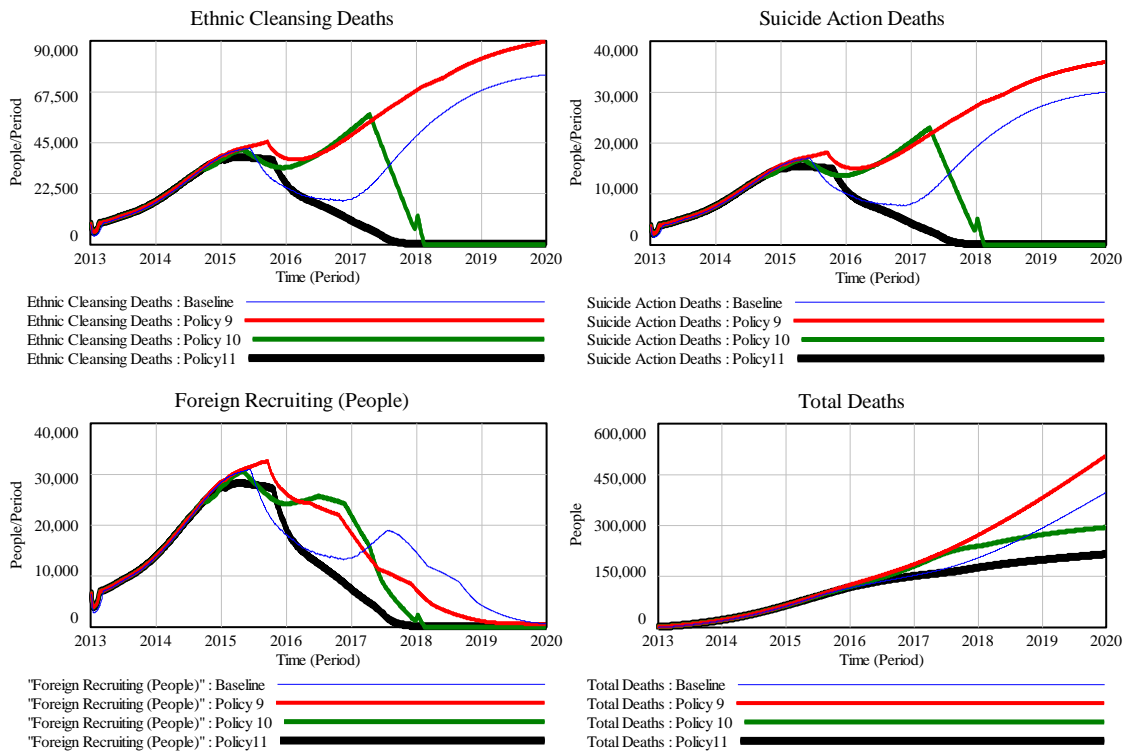 Ethnic Cleansing Deaths
90,000
67,500
45,000
22,500
0
People/Period
2013 2014 2015 2016 2017 2018 2019 2020
Time (Period)
Ethnic Cleansing Deaths : Baseline
Ethnic Cleansing Deaths : Policy 9
Ethnic Cleansing Deaths : Policy 10
Ethnic Cleansing Deaths : Policy11
Suicide Action Deaths
40,000
30,000
20,000
10,000
0
People/Period
2013 2014 2015 2016 2017 2018 2019 2020
Time (Period)
Suicide Action Deaths : Baseline
Suicide Action Deaths : Policy 9
Suicide Action Deaths : Policy 10
Suicide Action Deaths : Policy11
Foreign Recruiting (People)
40,000
30,000
20,000
10,000
0
People/Period
2013 2014 2015 2016 2017 2018 2019 2020
Time (Period)
"Foreign Recruiting (People)" : Baseline
"Foreign Recruiting (People)" : Policy 9
"Foreign Recruiting (People)" : Policy 10
"Foreign Recruiting (People)" : Policy11
Total Deaths
600,000
450,000
300,000
150,000
0
People
2013 2014 2015 2016 2017 2018 2019 2020
Time (Period)
Total Deaths : Baseline
Total Deaths : Policy 9
Total Deaths : Policy 10
Total Deaths : Policy11